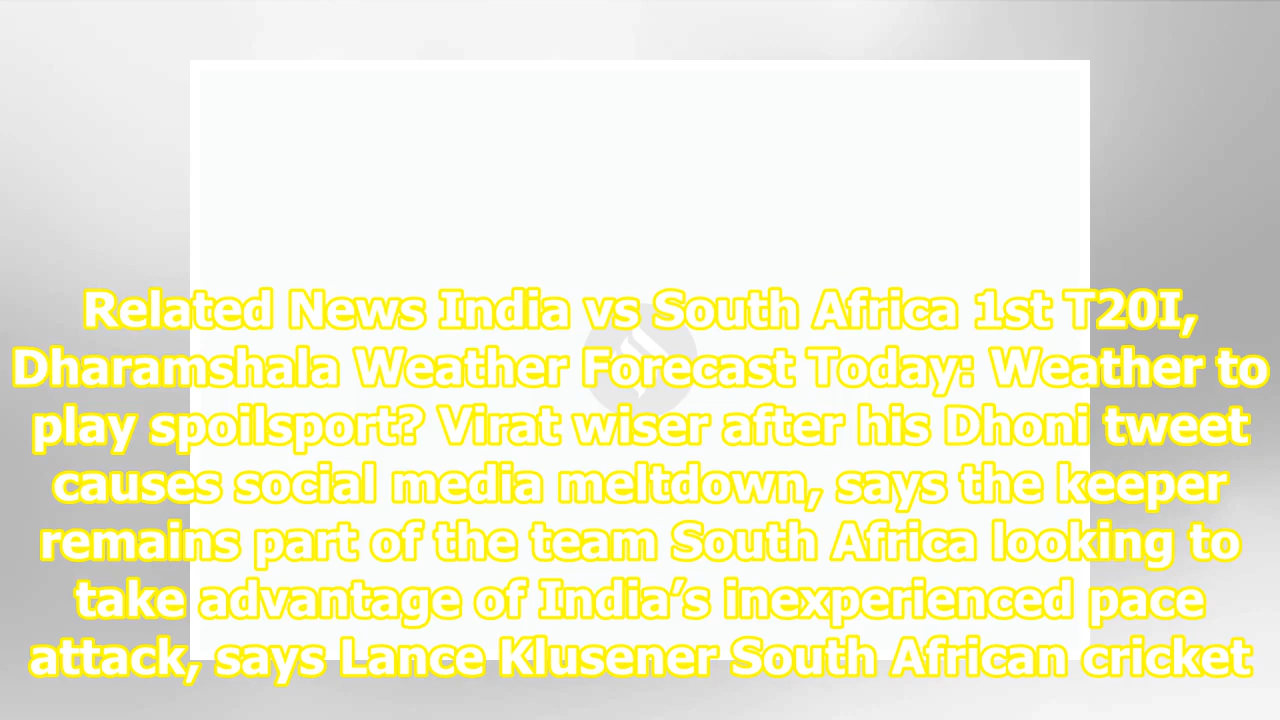 Related News India vs South Africa 1st T20I,
Dharamshala Weather Forecast Today: Weather to
play spoilsport? Virat wiser after his Dhoni tweet
causes social media meltdown, says the keeper
remains part of the team South Africa looking to
take advantage of India’s inexperienced pace
attack, says Lance Klusener South African cricket